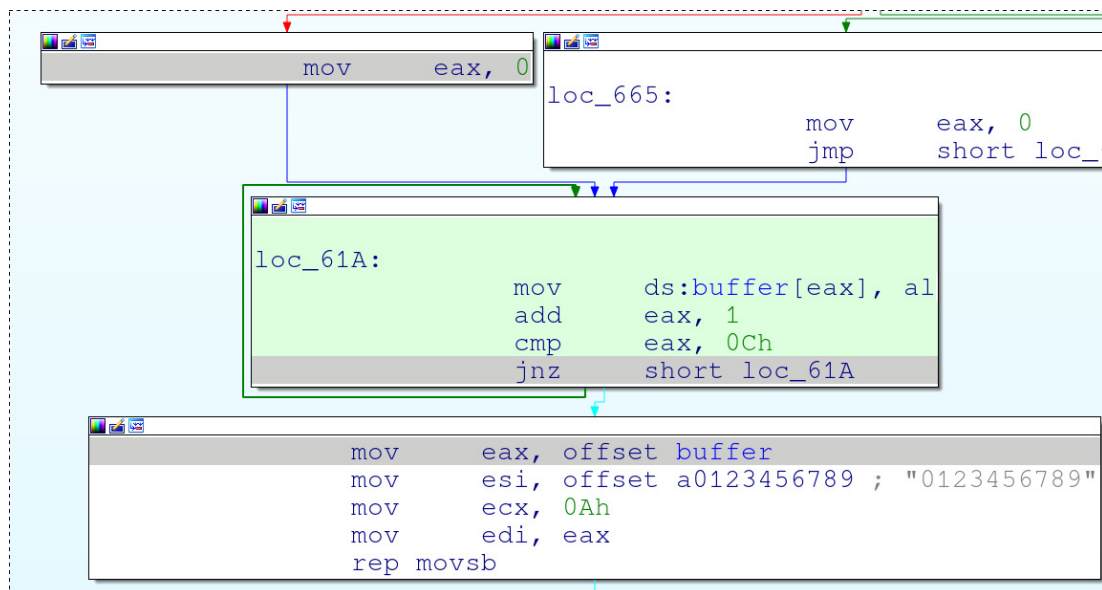 mov eax, 0
loc_665:
mov eax, 0
jmp short loc_
loc_61A:
mov ds:buffer[eax], al
add eax, 1
cmp eax, 0Ch
jnz short loc_61A
mov eax, offset buffer
mov esi, offset a0123456789 ; "0123456789"
mov ecx, 0Ah
mov edi, eax
rep movsb